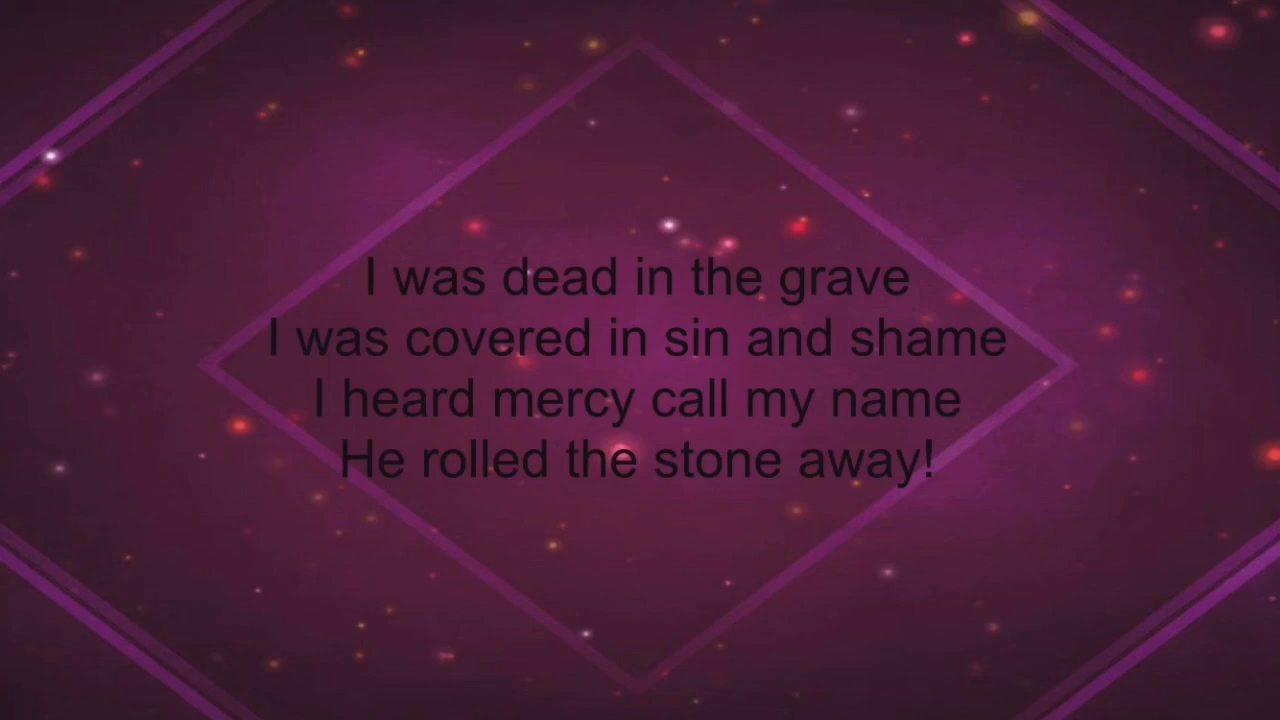 I was dead in the grave
I was covered in sin and shame
I heard mercy call my name
He rolled the stone away!